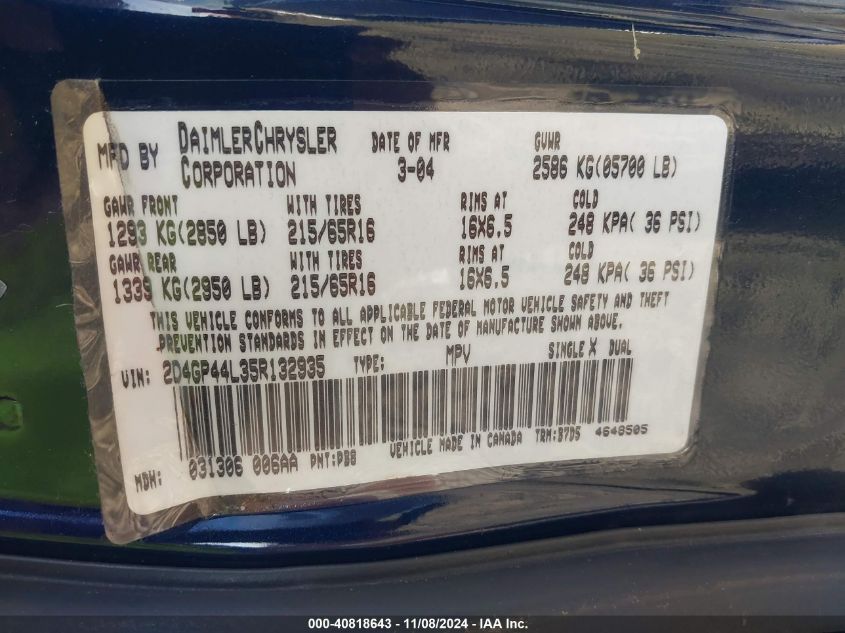 MFD BY DAIMLERCHRYSLER CORPORATION DATE OF MFR 3-04 GVWR 2586 KG(05700 LB)
GAWR FRONT WITH TIRES RIMS AT COLD
1293 KG(2850 LB) 215/65R16 16X6.5 248 KPA( 36 PSI)
GAWR REAR WITH TIRES RIMS AT COLD
1339 KG(2950 LB) 215/65R16 16X6.5 248 KPA( 36 PSI)
THIS VEHICLE CONFORMS TO ALL APPLICABLE FEDERAL MOTOR VEHICLE SAFETY AND THEFT
PREVENTION STANDARDS IN EFFECT ON THE DATE OF MANUFACTURE SHOWN ABOVE.
VIN: 2D4GP44L35R132935 TYPE: MPV SINGLE X DUAL
MDH: 031306 006AA PNT:PB8 VEHICLE MADE IN CANADA TRM:B7D5 4648505
000-40818643 - 11/08/2024 - IAA Inc.